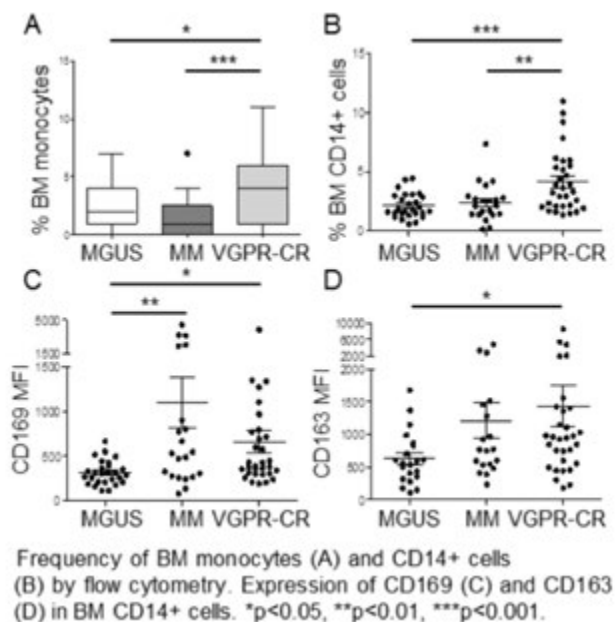 A
B
*
***
***
**
% BM monocytes
15
10
5
0
MGUS MM VGPR-CR
% BM CD14+ cells
15
10
5
0
MGUS MM VGPR-CR
C
D
*
**
*
CD169 MFI
5000
1500
1500
1000
500
0
MGUS MM VGPR-CR
CD163 MFI
10000
2000
1500
1000
500
0
MGUS MM VGPR-CR
Frequency of BM monocytes (A) and CD14+ cells
(B) by flow cytometry. Expression of CD169 (C) and CD163
(D) in BM CD14+ cells. *p<0.05, **p<0.01, ***p<0.001.